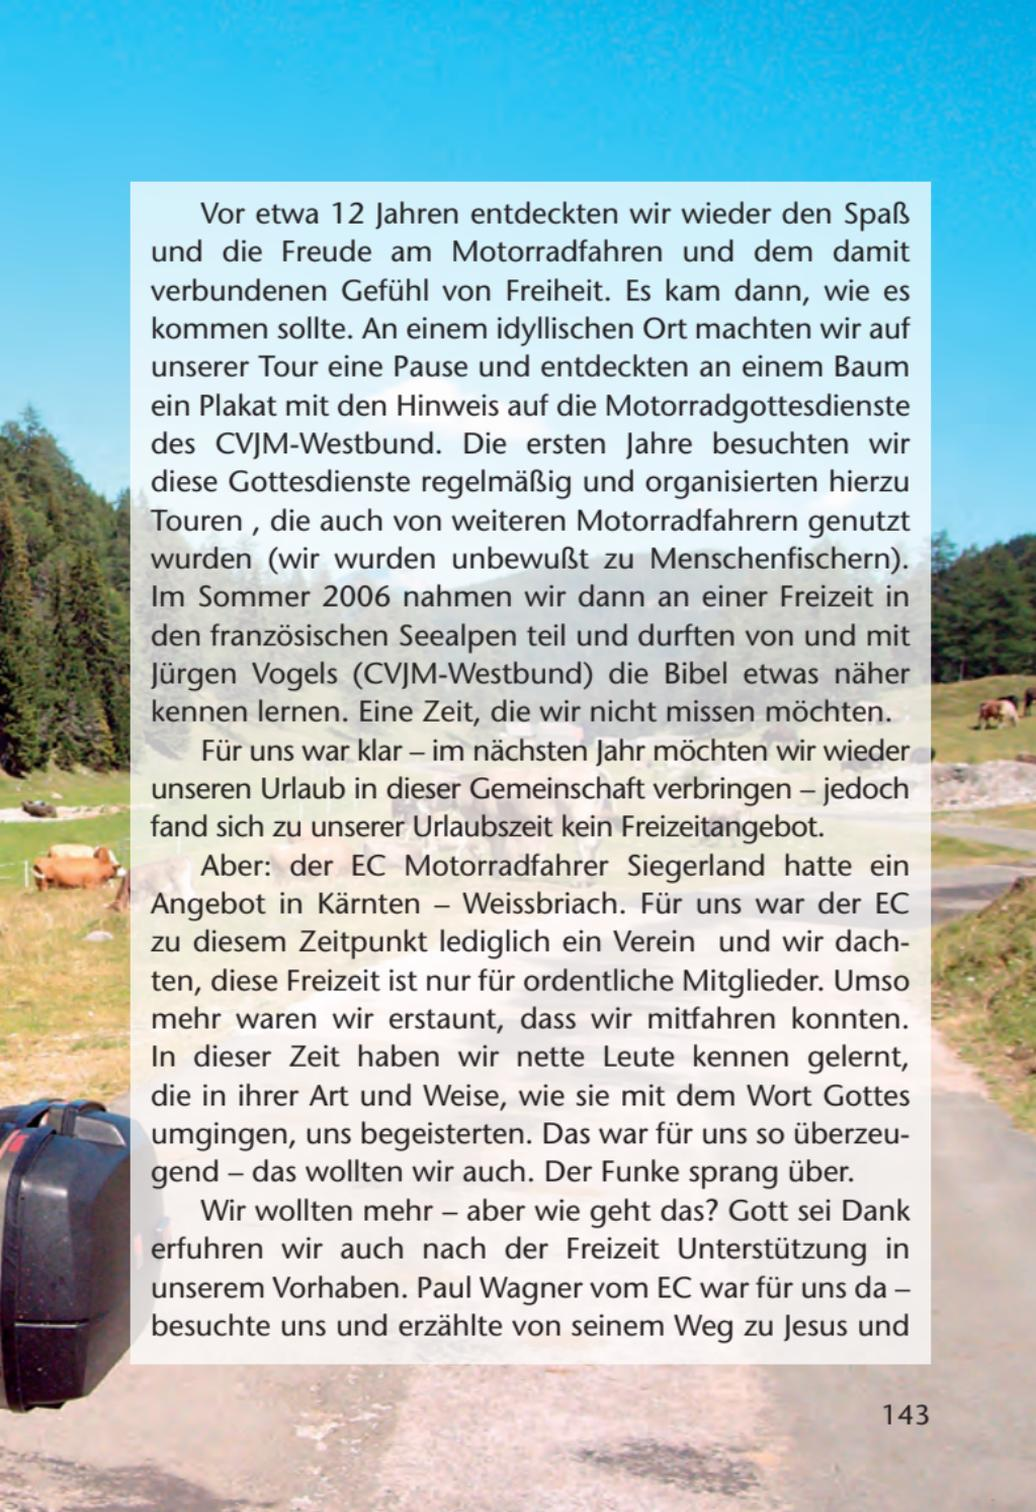 Vor etwa 12 Jahren entdeckten wir wieder den Spaß
und die Freude am Motorradfahren und dem damit
verbundenen Gefühl von Freiheit. Es kam dann, wie es
kommen sollte. An einem idyllischen Ort machten wir auf
unserer Tour eine Pause und entdeckten an einem Baum
ein Plakat mit den Hinweis auf die Motorradgottesdienste
des CVJM-Westbund. Die ersten Jahre besuchten wir
diese Gottesdienste regelmäßig und organisierten hierzu
Touren , die auch von weiteren Motorradfahrern genutzt
wurden (wir wurden unbewußt zu Menschenfischern).
Im Sommer 2006 nahmen wir dann an einer Freizeit in
den französischen Seealpen teil und durften von und mit
Jürgen Vogels (CVJM-Westbund) die Bibel etwas näher
kennen lernen. Eine Zeit, die wir nicht missen möchten.
Für uns war klar – im nächsten Jahr möchten wir wieder
unseren Urlaub in dieser Gemeinschaft verbringen – jedoch
fand sich zu unserer Urlaubszeit kein Freizeitangebot.
Aber: der EC Motorradfahrer Siegerland hatte ein
Angebot in Kärnten – Weissbriach. Für uns war der EC
zu diesem Zeitpunkt lediglich ein Verein  und wir dach-
ten, diese Freizeit ist nur für ordentliche Mitglieder. Umso
mehr waren wir erstaunt, dass wir mitfahren konnten.
In dieser Zeit haben wir nette Leute kennen gelernt,
die in ihrer Art und Weise, wie sie mit dem Wort Gottes
umgingen, uns begeisterten. Das war für uns so überzeu-
gend – das wollten wir auch. Der Funke sprang über.
Wir wollten mehr – aber wie geht das? Gott sei Dank
erfuhren wir auch nach der Freizeit Unterstützung in
unserem Vorhaben. Paul Wagner vom EC war für uns da –
besuchte uns und erzählte von seinem Weg zu Jesus und
143